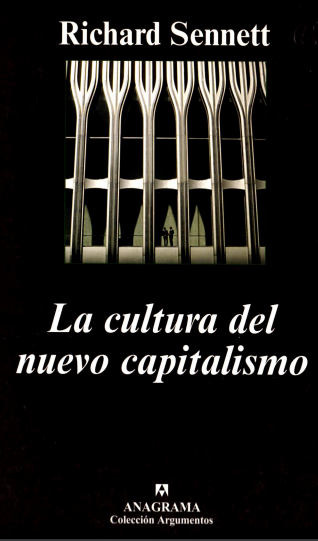 Richard Sennett
La cultura del
nuevo capitalismo
ANAGRAMA
Colección Argumentos